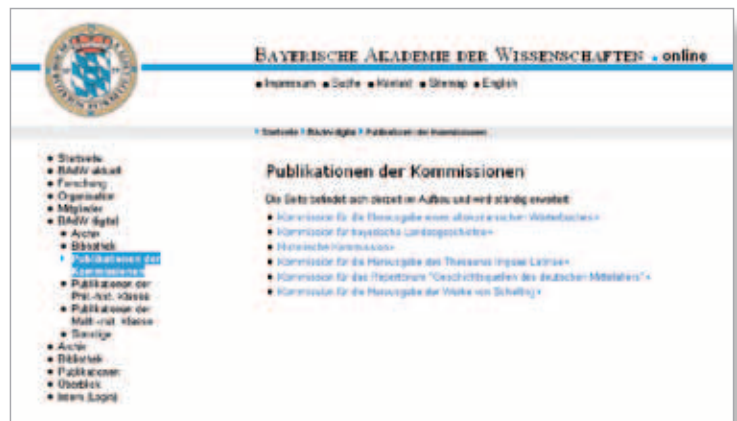 BAYERISCHE AKADEMIE DER WISSENSCHAFTEN online
Impressum Suche Kontakt Sitemap English
Startseite BAdW digital Publikationen der Kommissionen
Startseite
BAdW aktuell
Forschung
Organisation
Mitglieder
BAdW digital
Archiv
Bibliothek
Publikationen der
Kommissionen
Publikationen der
Phil.-hist. Klasse
Publikationen der
Math.-nat. Klasse
Sonstige
Archiv
Bibliothek
Publikationen
Überblick
Intern (Login)
Publikationen der Kommissionen
Die Seite befindet sich derzeit im Aufbau und wird ständig erweitert
Kommission für die Herausgabe eines altokzitanischen Wörterbuches
Kommission für bayerische Landesgeschichte
Historische Kommission
Kommission für die Herausgabe des Thesaurus linguae Latinae
Kommission für das Repertorium "Geschichtsquellen des deutschen Mittelalters"
Kommission für die Herausgabe der Werke von Schelling